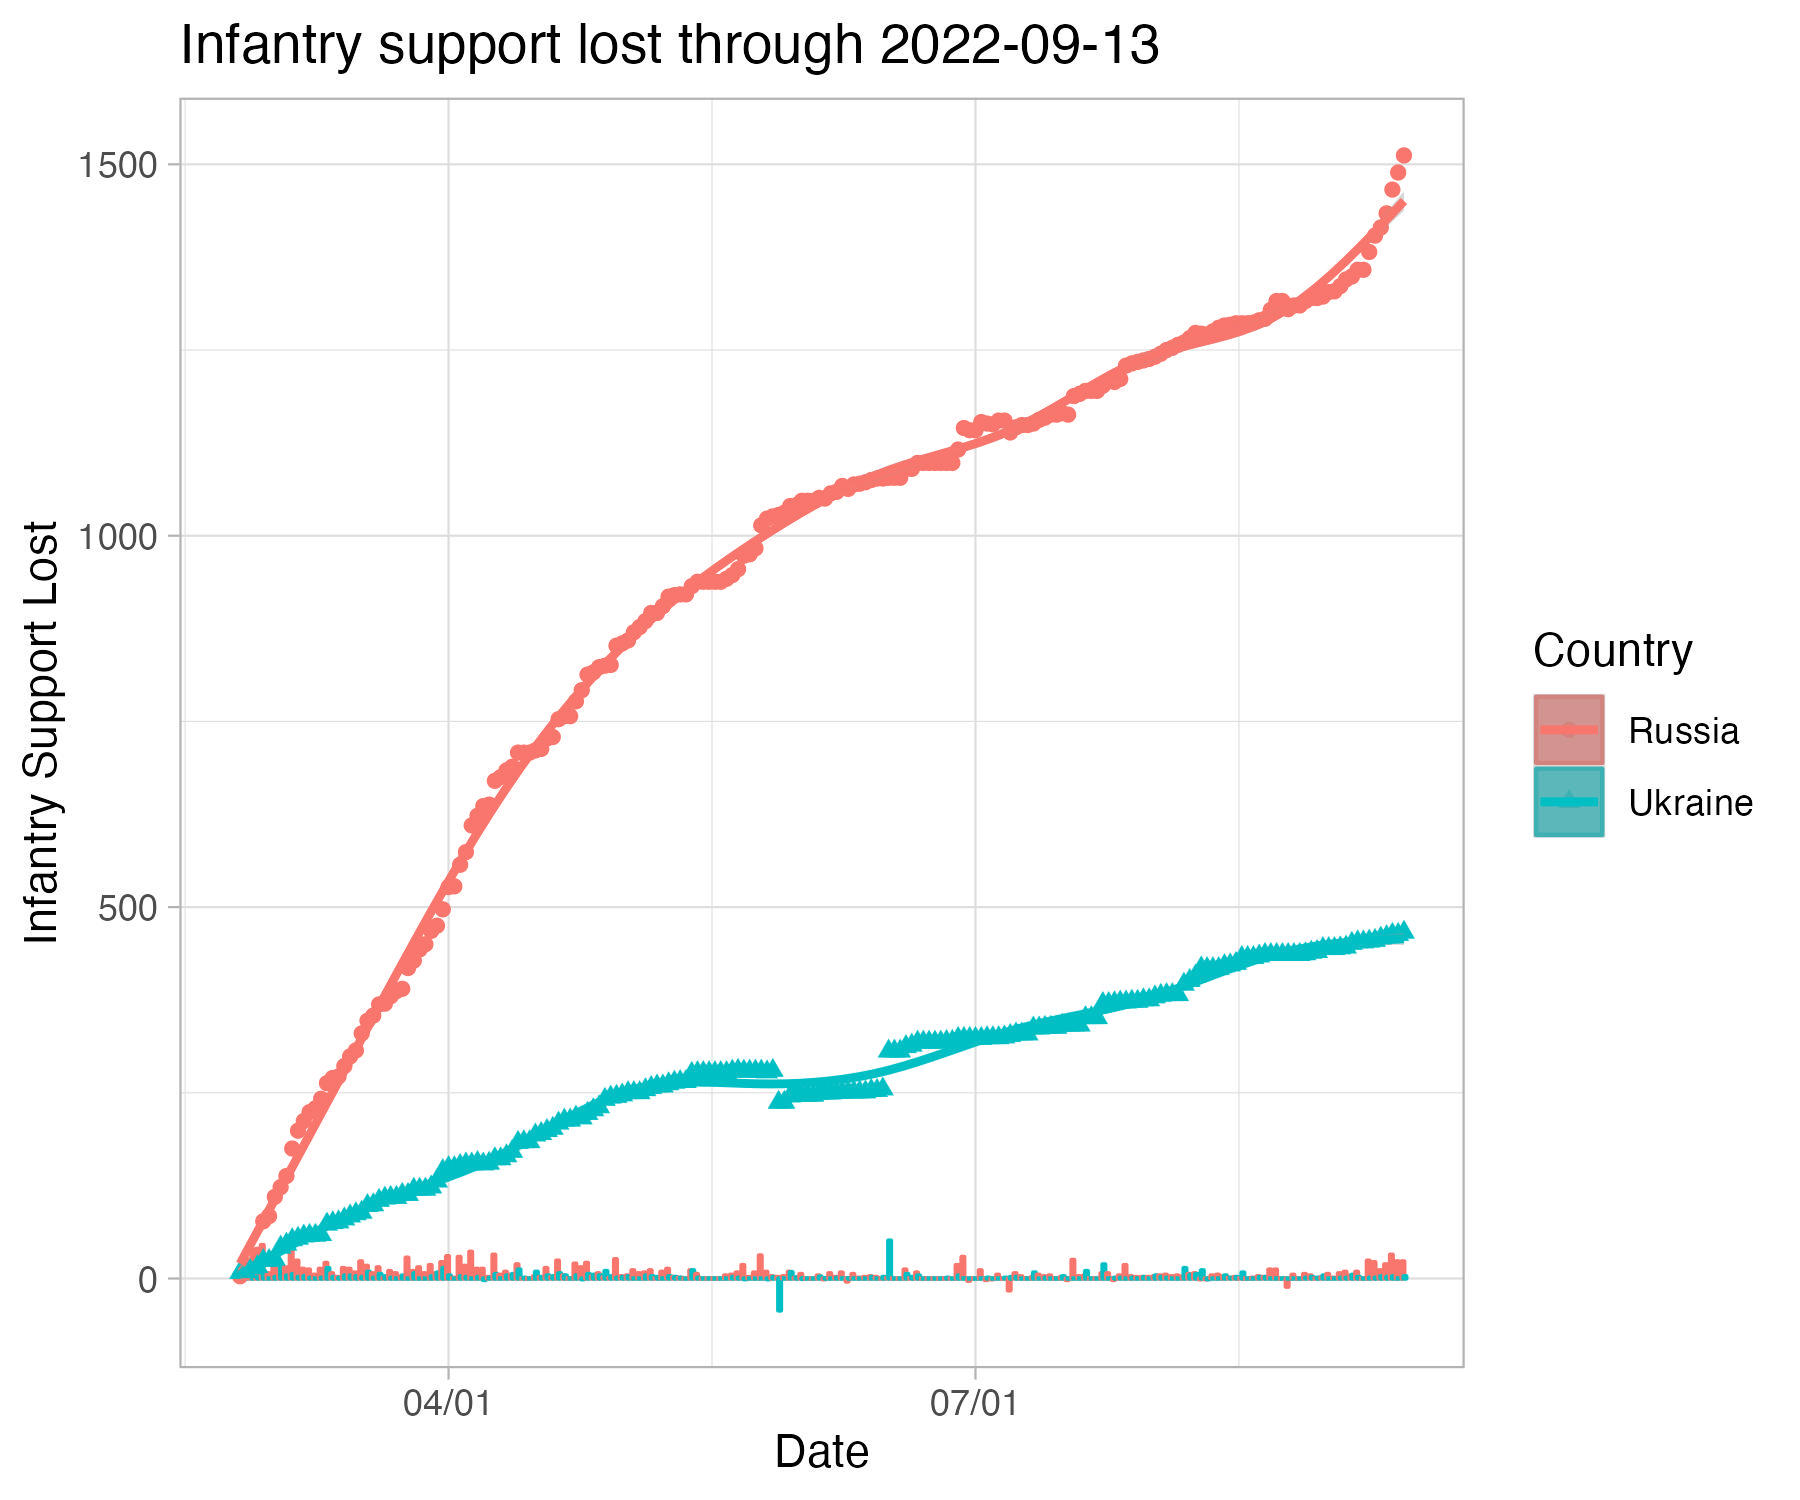 Infantry support lost through 2022-09-13
Infantry Support Lost
1500
1000
500
0
04/01
07/01
Date
Country
Russia
Ukraine